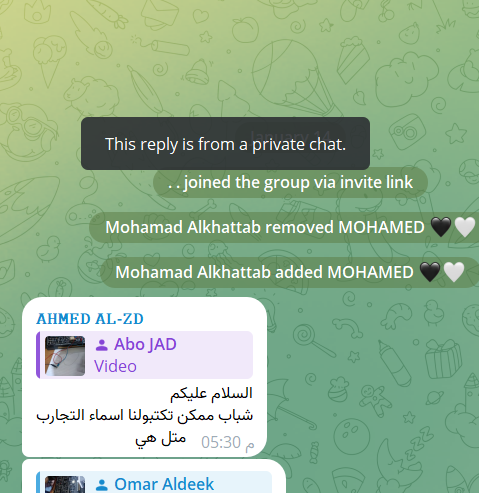 This reply is from a private chat.
. . joined the group via invite link
Mohamad Alkhattab removed MOHAMED 🖤🤍
Mohamad Alkhattab added MOHAMED 🖤🤍
AHMED AL-ZD
Abo JAD
Video
السلام عليكم
شباب ممكن تكتبولنا اسماء التجارب
متل هي
05:30 م
Omar Aldeek